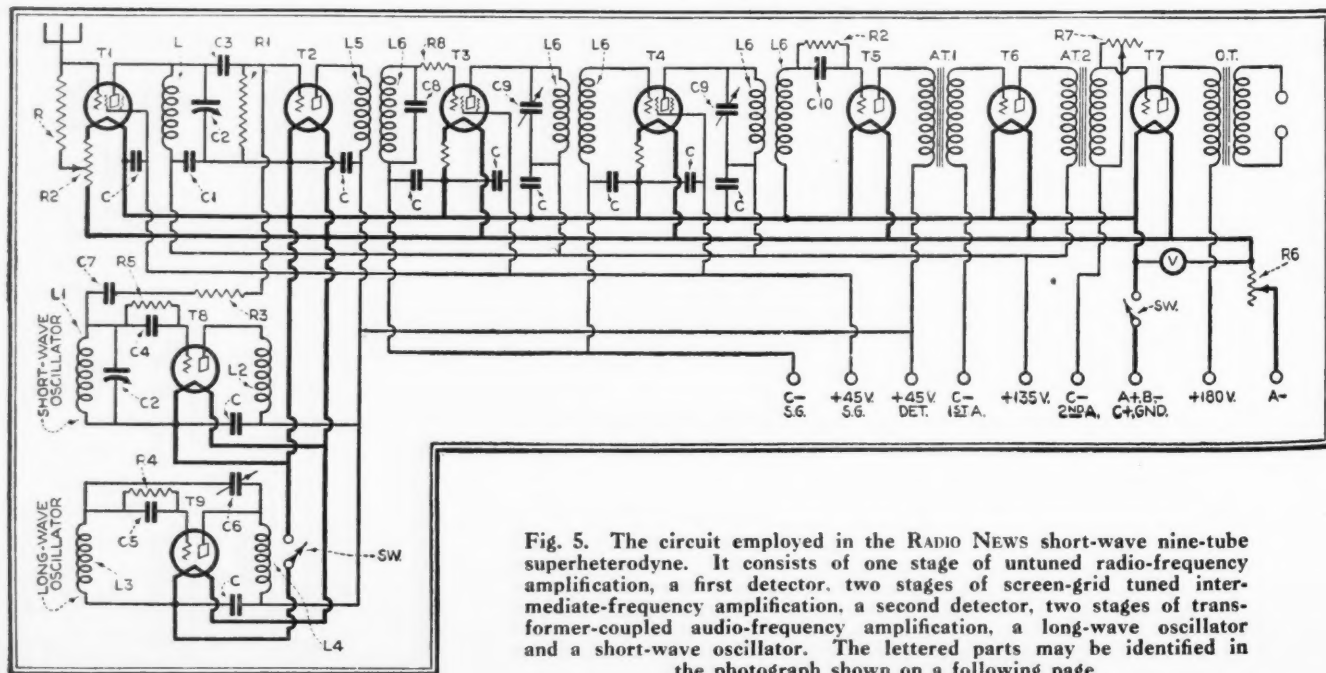 T1
L
C3
R1
T2
L5
L6
R8
T3
L6
L6
T4
L6
L6
R2
T5
A.T.1
T6
A.T.2
R7
T7
O.T.
R
C2
C8
C9
C9
C10
R2
C
C1
C
C
C
C
C
C
C
V
R6
SW.
C7
R5
L1
R3
T8
C4
SHORT-WAVE
OSCILLATOR
C2
L2
C
C-
S.G.
+45V.
S.G.
+45V.
DET.
C-
1ST A.
+135V.
C-
2ND A.
A+,B-
C+,GND.
+180V.
A-
R4
T9
C5
C6
LONG-WAVE
OSCILLATOR
L3
C
L4
SW.
Fig. 5. The circuit employed in the RADIO NEWS short-wave nine-tube
superheterodyne. It consists of one stage of untuned radio-frequency
amplification, a first detector, two stages of screen-grid tuned inter-
mediate-frequency amplification, a second detector, two stages of trans-
former-coupled audio-frequency amplification, a long-wave oscillator
and a short-wave oscillator. The lettered parts may be identified in
the photograph shown on a following page